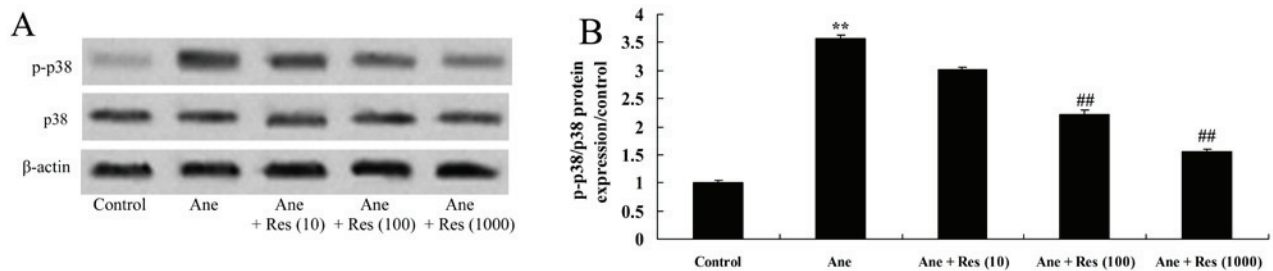 A
p-p38
p38
β-actin
Control
Ane
Ane
+ Res (10)
Ane
+ Res (100)
Ane
+ Res (1000)
B
p-p38/p38 protein
expression/control
4
3.5
3
2.5
2
1.5
1
0.5
0
**
##
##
Control
Ane
Ane + Res (10)
Ane + Res (100)
Ane + Res (1000)